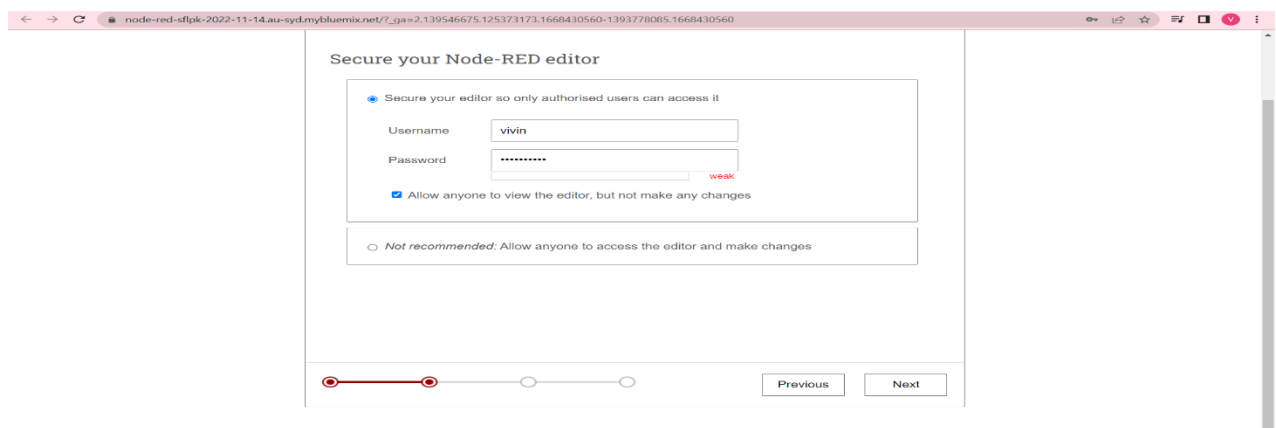 node-red-sflpk-2022-11-14.au-syd.mybluemix.net/?_ga=2.139546675.125373173.1668430560-1393778085.1668430560
V
Secure your Node-RED editor
Secure your editor so only authorised users can access it
Username vivin
Password ••••••••••
weak
Allow anyone to view the editor, but not make any changes
Not recommended: Allow anyone to access the editor and make changes
Previous Next